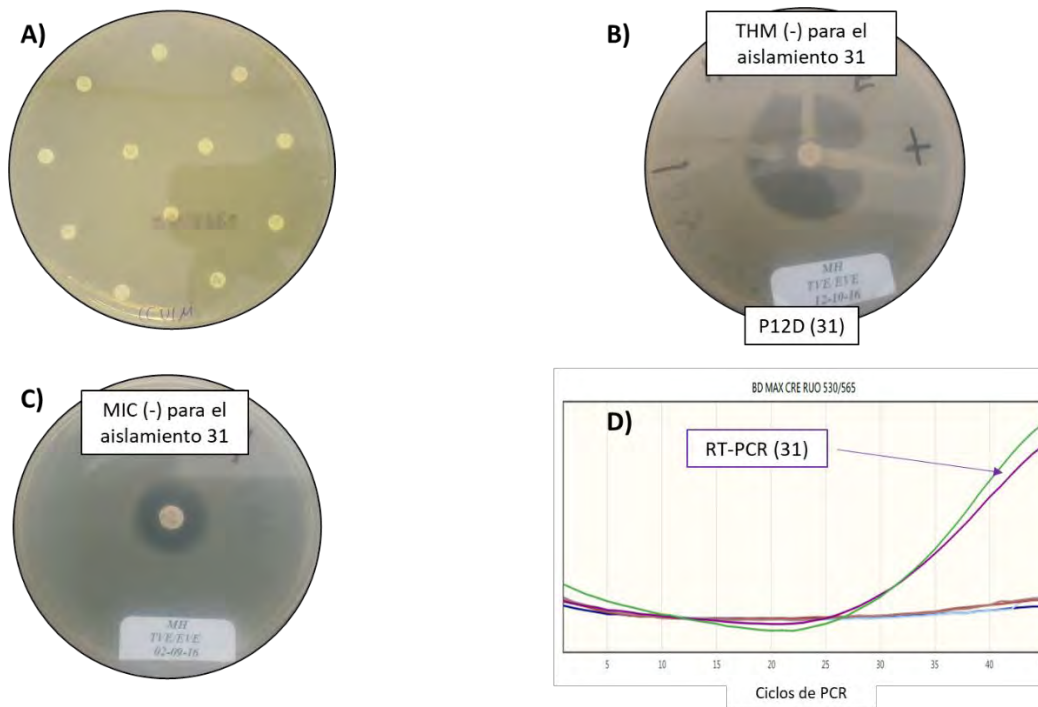 A)
B)
THM (-) para el
aislamiento 31
E
+
MH
TVE/EVE
12-10-16
P12D (31)
C)
MIC (-) para el
aislamiento 31
MH
TVE/EVE
02-09-16
BD MAX CRE RUO 530/565
D)
RT-PCR (31)
5 10 15 20 25 30 35 40
Ciclos de PCR